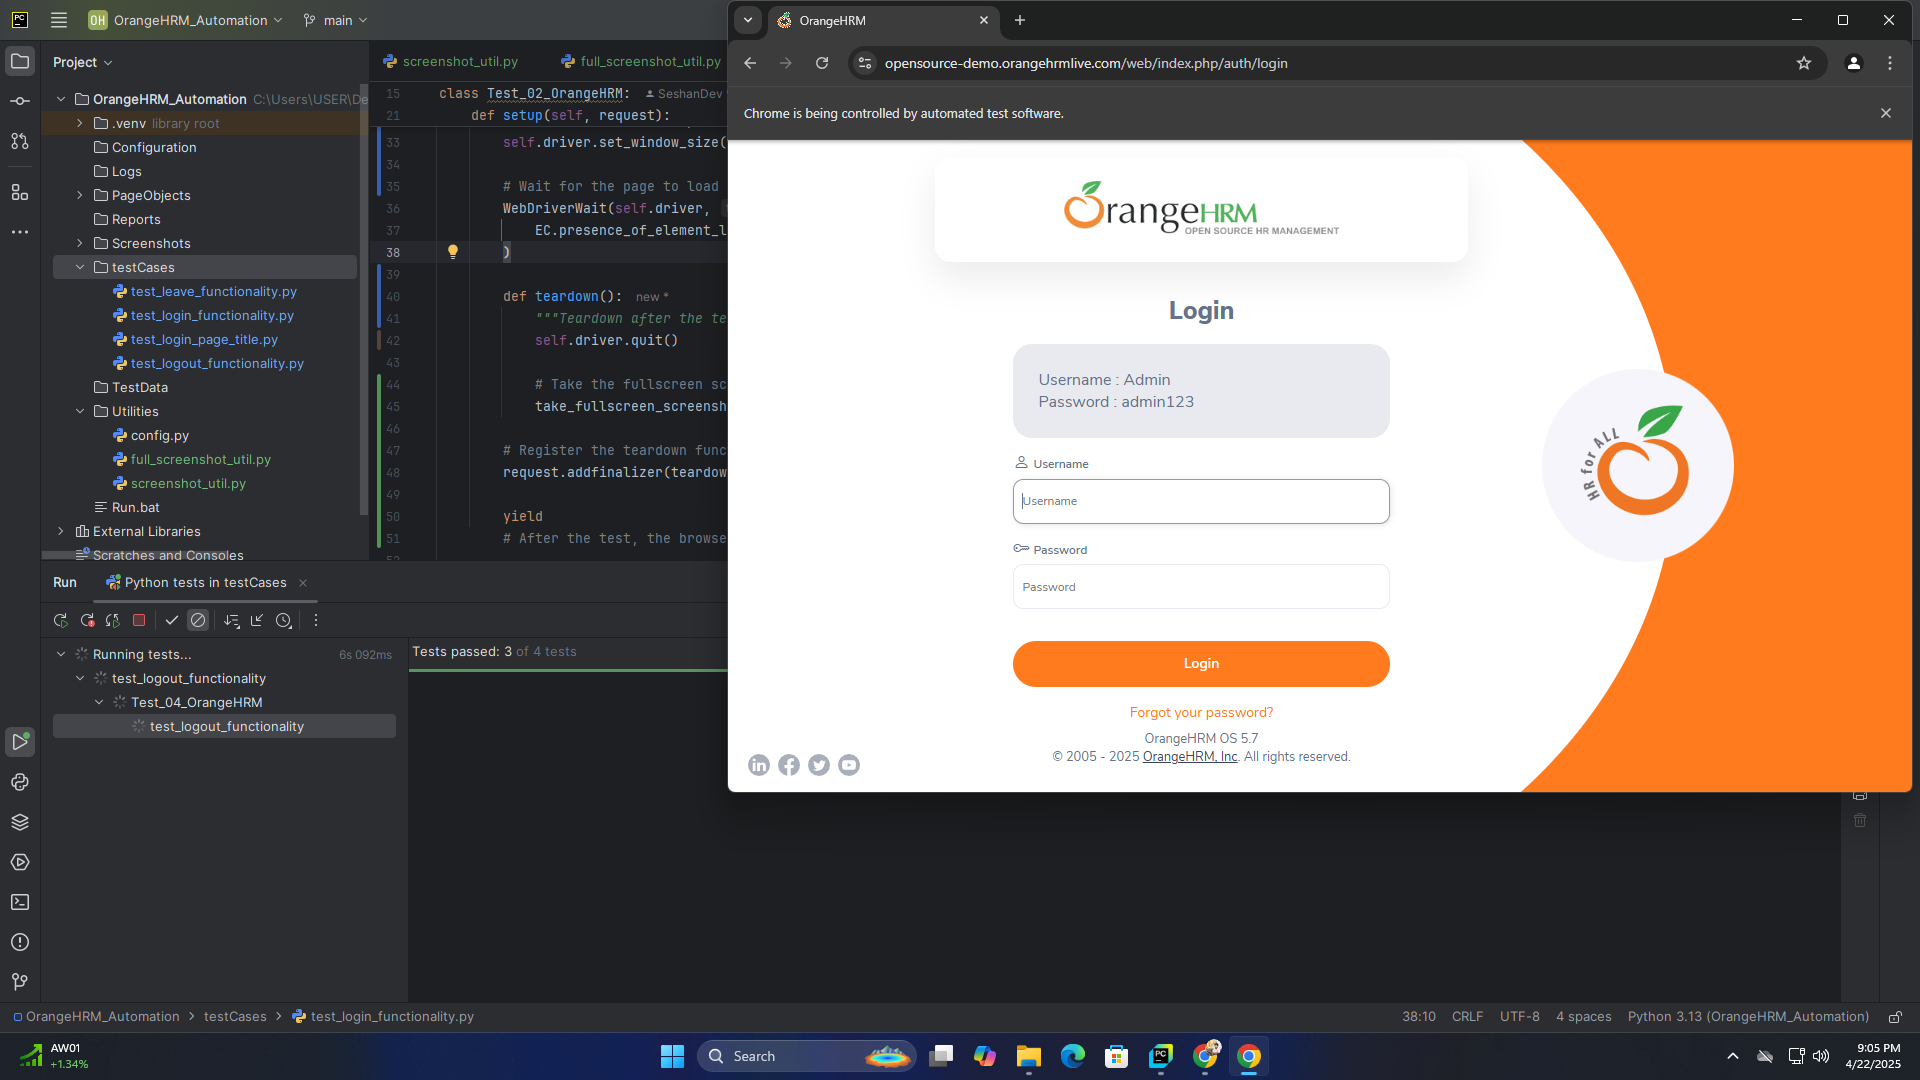 PC
OH OrangeHRM_Automation
main
Project
OrangeHRM_Automation C:\Users\USER\De
.venv library root
Configuration
Logs
PageObjects
Reports
Screenshots
testCases
test_leave_functionality.py
test_login_functionality.py
test_login_page_title.py
test_logout_functionality.py
TestData
Utilities
config.py
full_screenshot_util.py
screenshot_util.py
Run.bat
External Libraries
Scratches and Consoles
screenshot_util.py
full_screenshot_util.py
15 class Test_02_OrangeHRM: SeshanDev
21 def setup(self, request):
33 self.driver.set_window_size(
34
35 # Wait for the page to load
36 WebDriverWait(self.driver,
37 EC.presence_of_element_l
38 )
39
40 def teardown(): new *
41 """Teardown after the te
42 self.driver.quit()
43
44 # Take the fullscreen sc
45 take_fullscreen_screensh
46
47 # Register the teardown func
48 request.addfinalizer(teardow
49
50 yield
51 # After the test, the browse
OrangeHRM
opensource-demo.orangehrmlive.com/web/index.php/auth/login
Chrome is being controlled by automated test software.
OrangeHRM
OPEN SOURCE HR MANAGEMENT
Login
Username : Admin
Password : admin123
Username
Username
Password
Password
Login
Forgot your password?
OrangeHRM OS 5.7
© 2005 - 2025 OrangeHRM, Inc. All rights reserved.
HR for ALL
Run
Python tests in testCases
Running tests... 6s 092ms
test_logout_functionality
Test_04_OrangeHRM
test_logout_functionality
Tests passed: 3 of 4 tests
OrangeHRM_Automation > testCases > test_login_functionality.py
38:10 CRLF UTF-8 4 spaces Python 3.13 (OrangeHRM_Automation)
AW01
+1.34%
Search
PC
9:05 PM
4/22/2025